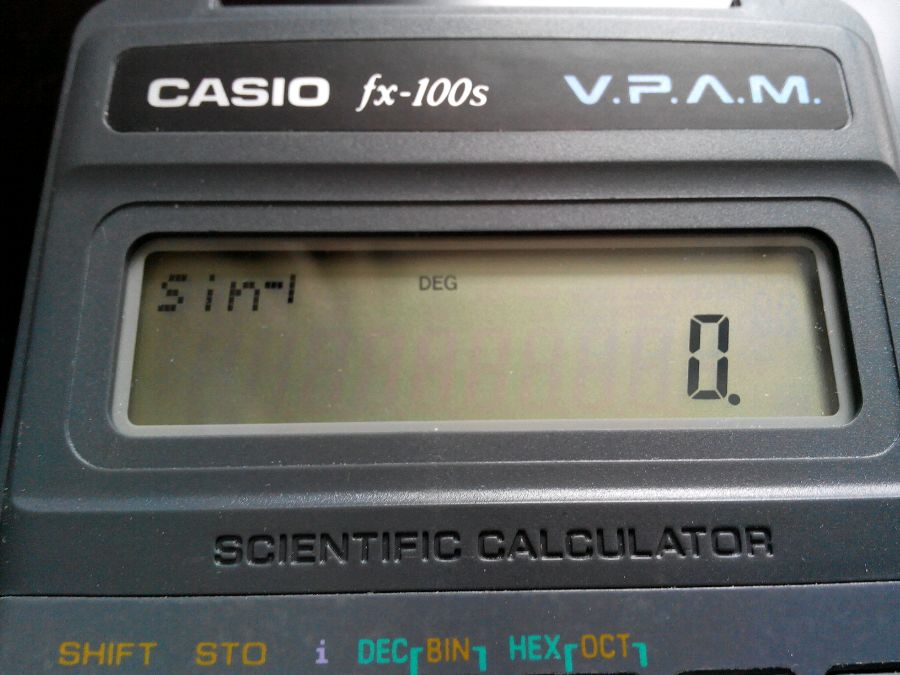 CASIO fx-100s V.P.A.M.
sin-1 DEG
0.
SCIENTIFIC CALCULATOR
SHIFT STO i DEC BIN HEX OCT